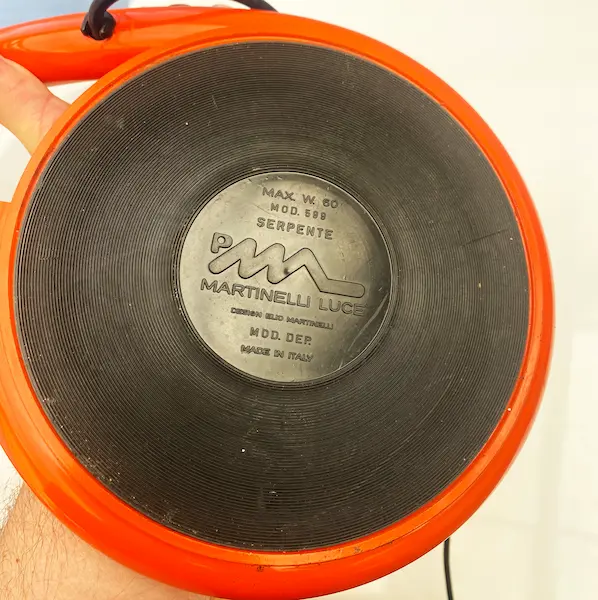 MAX. W. 60
MOD. 599
SERPENTE
P
MARTINELLI LUCE
DESIGN ELIO MARTINELLI
MOD. DEP.
MADE IN ITALY